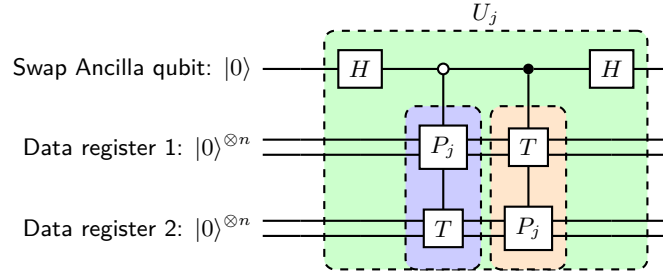 U_j
Swap Ancilla qubit: |0⟩ H H
Data register 1: |0⟩^{⊗n} P_j T
Data register 2: |0⟩^{⊗n} T P_j